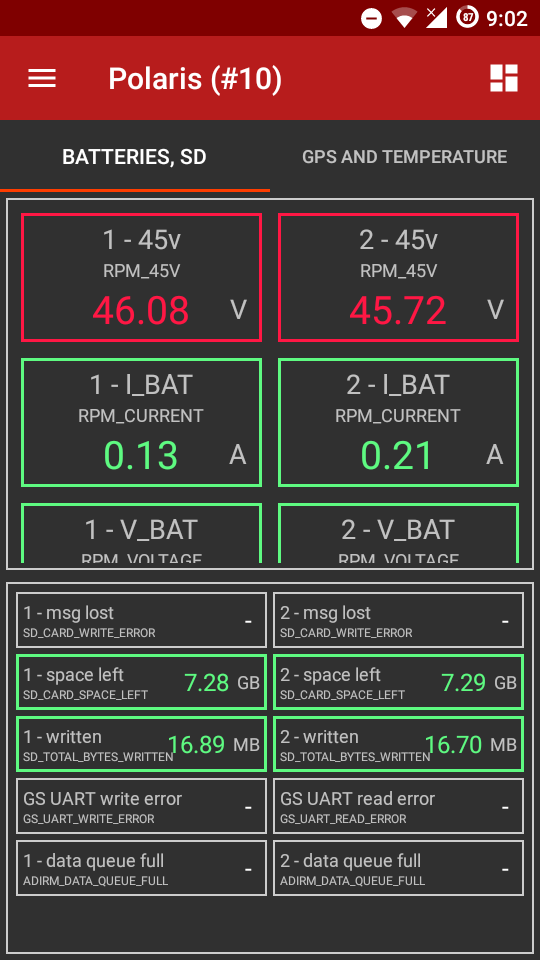 87 9:02
Polaris (#10)
BATTERIES, SD GPS AND TEMPERATURE
1 - 45v 2 - 45v
RPM_45V RPM_45V
46.08 V 45.72 V
1 - I_BAT 2 - I_BAT
RPM_CURRENT RPM_CURRENT
0.13 A 0.21 A
1 - V_BAT 2 - V_BAT
RPM_VOLTAGE RPM_VOLTAGE
1 - msg lost - 2 - msg lost -
SD_CARD_WRITE_ERROR SD_CARD_WRITE_ERROR
1 - space left 7.28 GB 2 - space left 7.29 GB
SD_CARD_SPACE_LEFT SD_CARD_SPACE_LEFT
1 - written 16.89 MB 2 - written 16.70 MB
SD_TOTAL_BYTES_WRITTEN SD_TOTAL_BYTES_WRITTEN
GS UART write error - GS UART read error -
GS_UART_WRITE_ERROR GS_UART_READ_ERROR
1 - data queue full - 2 - data queue full -
ADIRM_DATA_QUEUE_FULL ADIRM_DATA_QUEUE_FULL